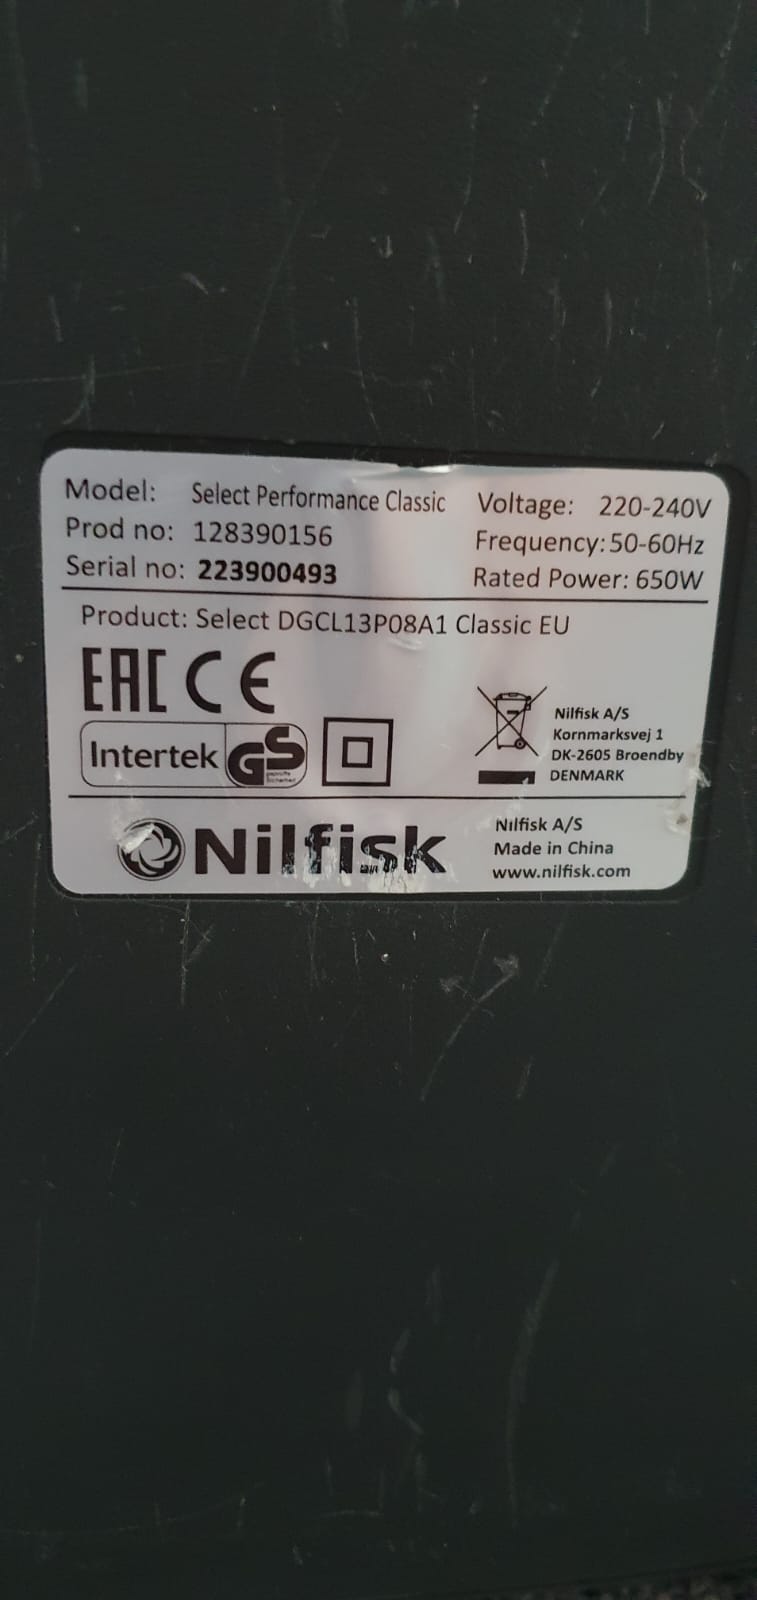 Model: Select Performance Classic Voltage: 220-240V
Prod no: 128390156 Frequency: 50-60Hz
Serial no: 223900493 Rated Power: 650W
Product: Select DGCL13P08A1 Classic EU
EAC CE
Intertek GS
geprüfte
Sicherheit
Nilfisk A/S
Kornmarksvej 1
DK-2605 Broendby
DENMARK
Nilfisk
Nilfisk A/S
Made in China
www.nilfisk.com